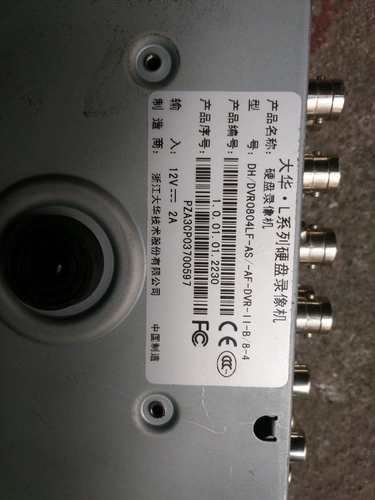 大华·L系列硬盘录像机
产品名称：硬盘录像机
型 号：DH/DVR0804LF-AS/-AF-DVR-II-B/8-4
产品编号：1.0.01.01.2230
产品序号：PZA3CP03700597
输 入：12V⎓2A
制造商：浙江大华技术股份有限公司
中国制造
CE
CCC
FC